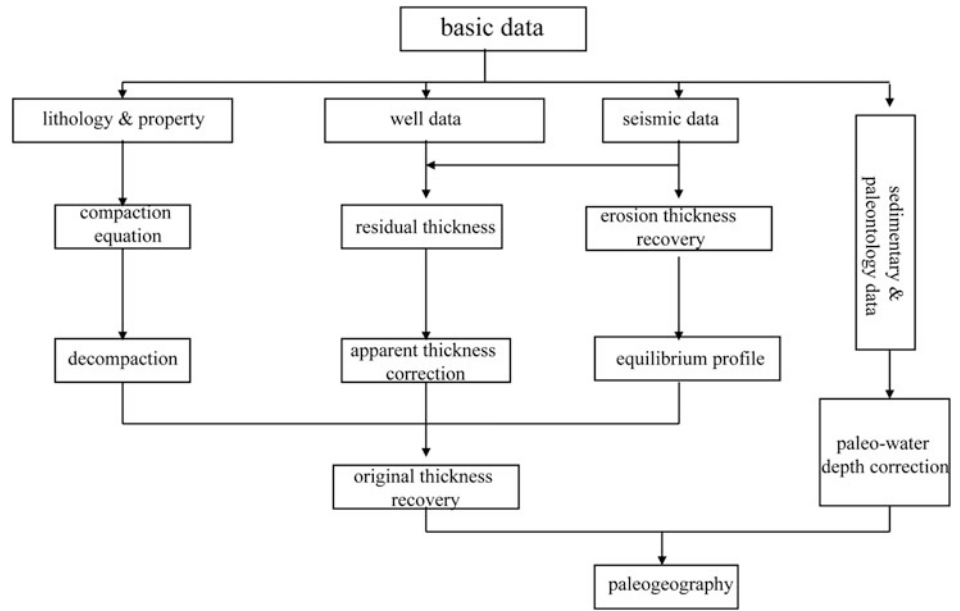 basic data
lithology & property
well data
seismic data
sedimentary &
paleontology data
compaction
equation
residual thickness
erosion thickness
recovery
decompaction
apparent thickness
correction
equilibrium profile
paleo-water
depth correction
original thickness
recovery
paleogeography